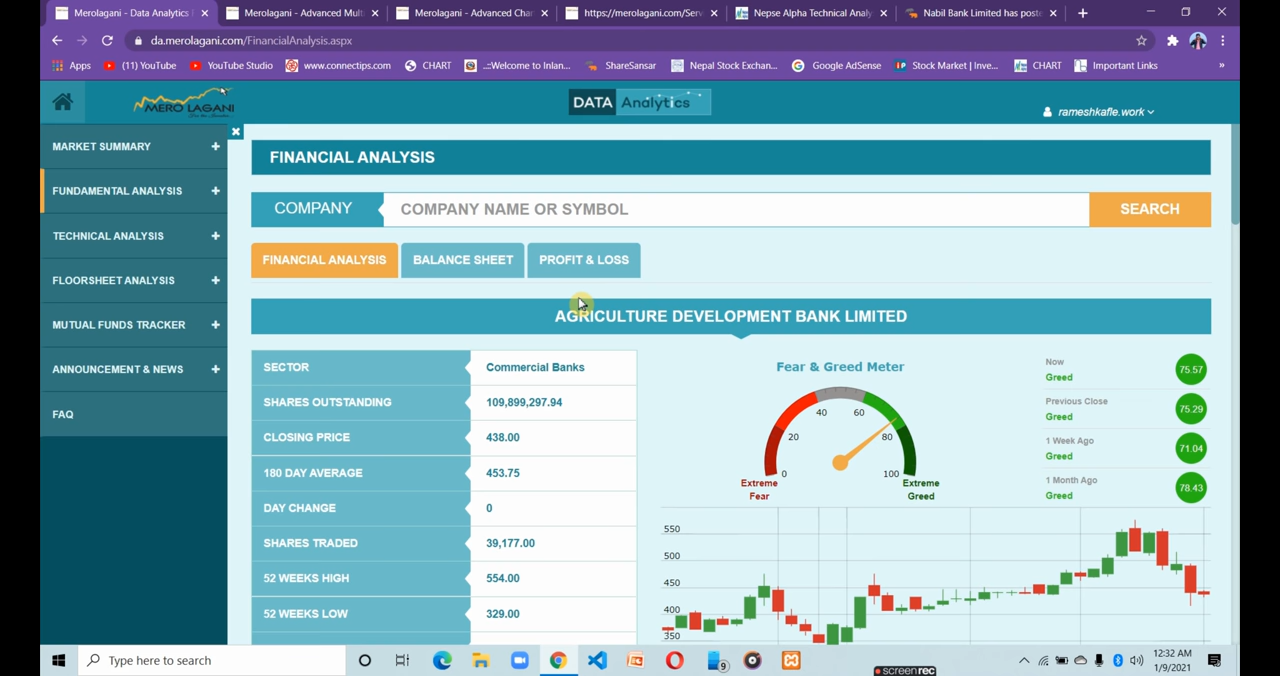 Merolagani - Data Analytics
Merolagani - Advanced Mult
Merolagani - Advanced Char
https://merolagani.com/Serv
Nepse Alpha Technical Analy
Nabil Bank Limited has poste
da.merolagani.com/FinancialAnalysis.aspx
Apps
(11) YouTube
YouTube Studio
www.connectips.com
CHART
..::Welcome to Inlan...
ShareSansar
Nepal Stock Exchan...
Google AdSense
Stock Market | Inve...
CHART
Important Links
MERO LAGANI
DATA Analytics
rameshkafle.work
MARKET SUMMARY
FUNDAMENTAL ANALYSIS
TECHNICAL ANALYSIS
FLOORSHEET ANALYSIS
MUTUAL FUNDS TRACKER
ANNOUNCEMENT & NEWS
FAQ
FINANCIAL ANALYSIS
COMPANY
COMPANY NAME OR SYMBOL
SEARCH
FINANCIAL ANALYSIS
BALANCE SHEET
PROFIT & LOSS
AGRICULTURE DEVELOPMENT BANK LIMITED
SECTOR Commercial Banks
SHARES OUTSTANDING 109,899,297.94
CLOSING PRICE 438.00
180 DAY AVERAGE 453.75
DAY CHANGE 0
SHARES TRADED 39,177.00
52 WEEKS HIGH 554.00
52 WEEKS LOW 329.00
Fear & Greed Meter
0
20
40
60
80
100
Extreme Fear
Extreme Greed
Now
Greed 75.57
Previous Close
Greed 75.29
1 Week Ago
Greed 71.04
1 Month Ago
Greed 78.43
550
500
450
400
350
Type here to search
9
12:32 AM
1/9/2021
screenrec